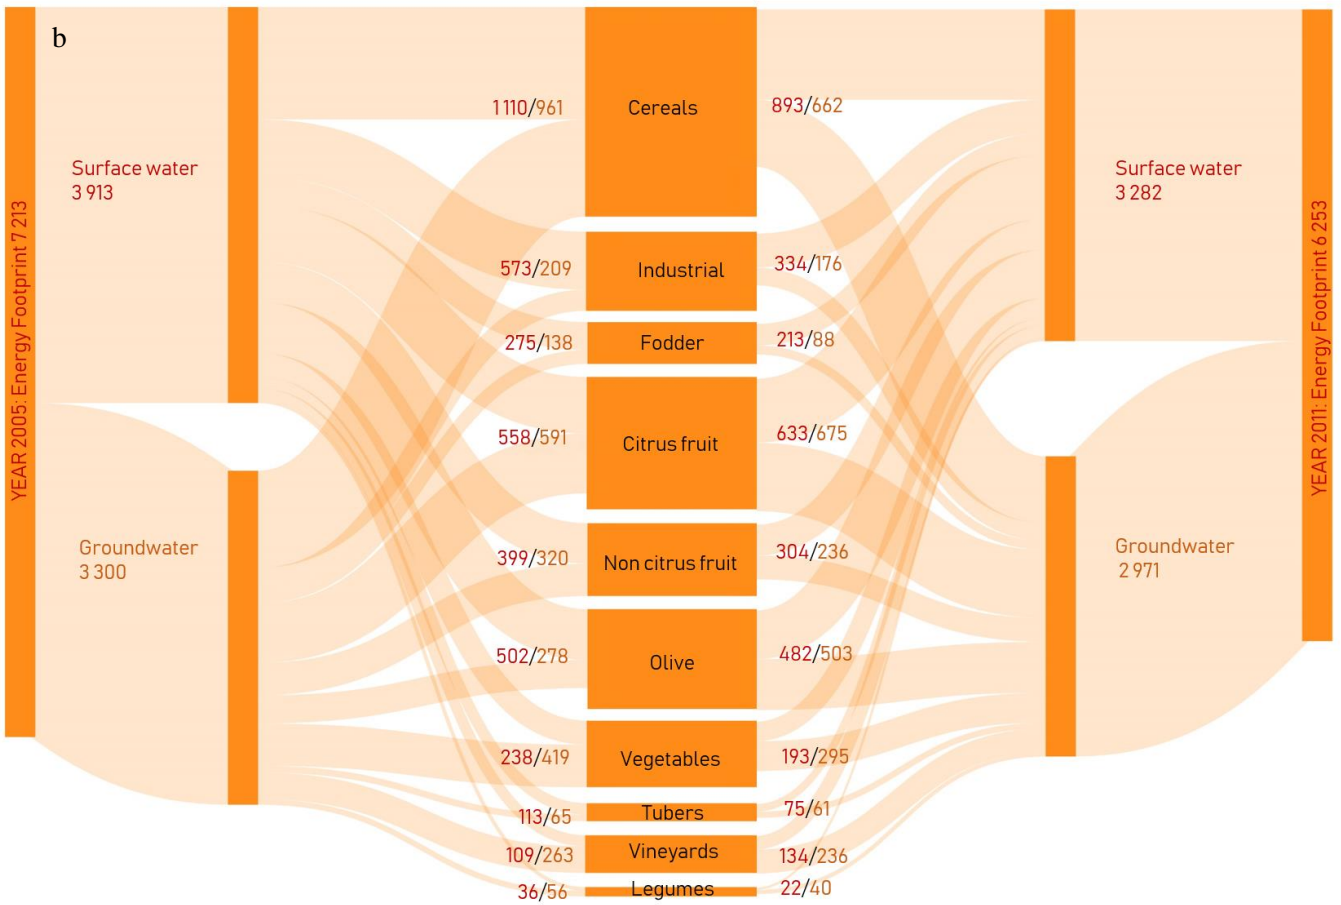 b
YEAR 2005: Energy Footprint 7 213
Surface water
3 913
Groundwater
3 300
1 110/961
Cereals
893/662
573/209
Industrial
334/176
275/138
Fodder
213/88
558/591
Citrus fruit
633/675
399/320
Non citrus fruit
304/236
502/278
Olive
482/503
238/419
Vegetables
193/295
113/65
Tubers
75/61
109/263
Vineyards
134/236
36/56
Legumes
22/40
Surface water
3 282
Groundwater
2 971
YEAR 2011: Energy Footprint 6 253